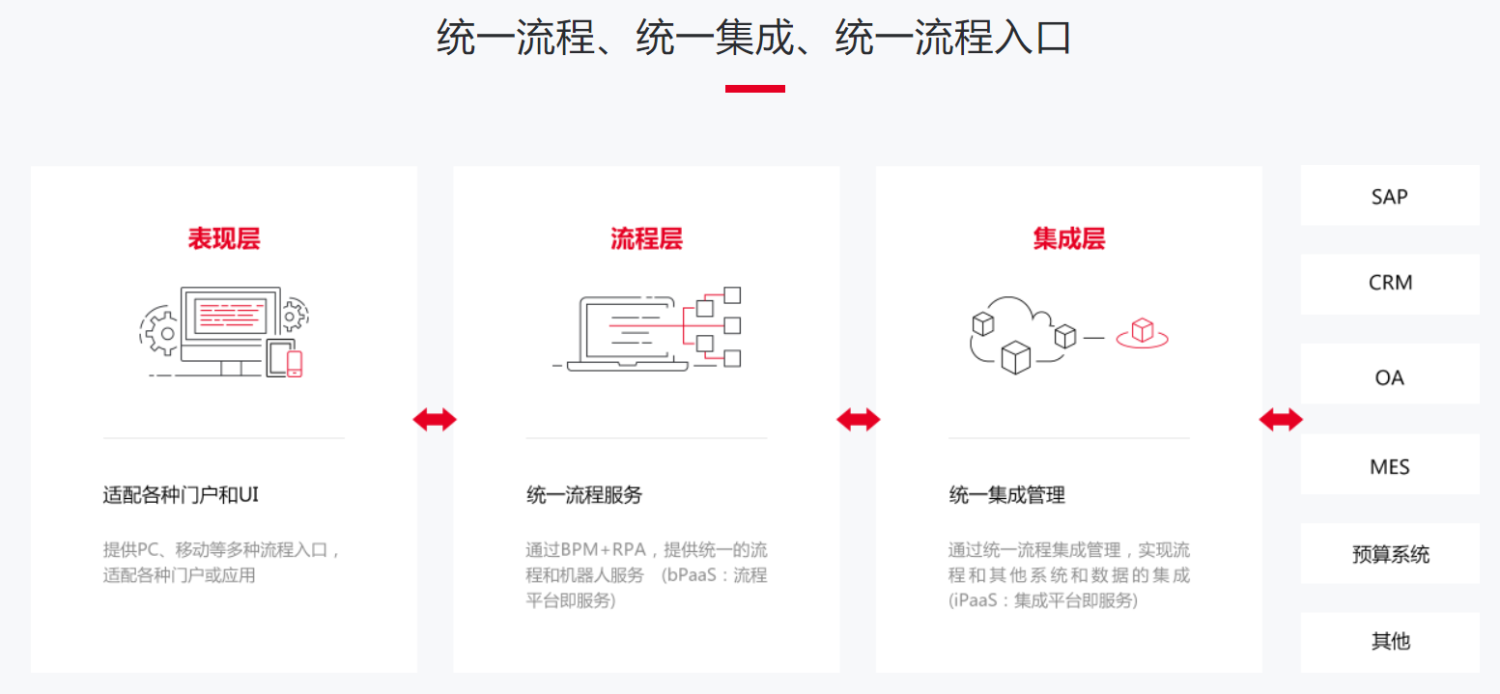 统一流程、统一集成、统一流程入口
表现层
适配各种门户和UI
提供PC、移动等多种流程入口，
适配各种门户或应用
流程层
统一流程服务
通过BPM+RPA，提供统一的流
程和机器人服务 (bPaaS：流程
平台即服务)
集成层
统一集成管理
通过统一流程集成管理，实现流
程和其他系统和数据的集成
(iPaaS：集成平台即服务)
SAP
CRM
OA
MES
预算系统
其他